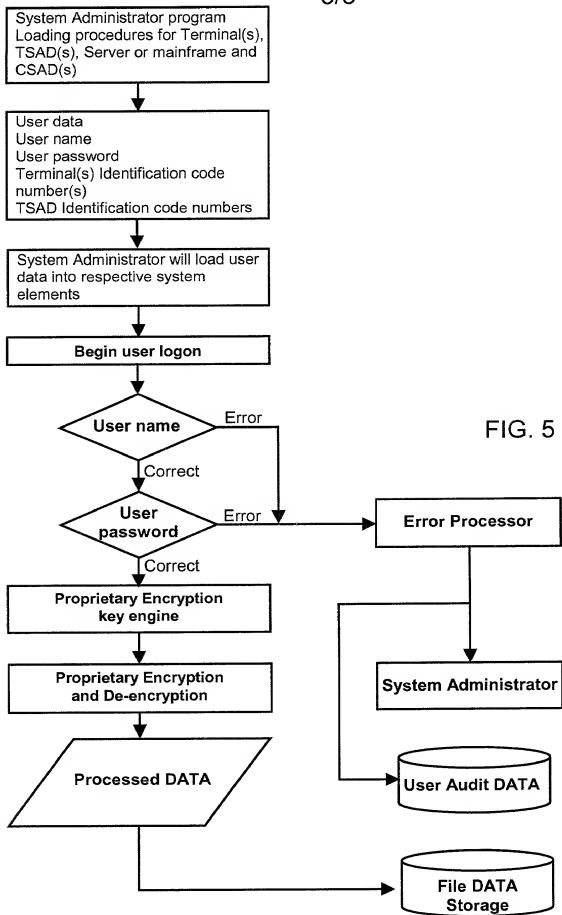 System Administrator program
Loading procedures for Terminal(s),
TSAD(s), Server or mainframe and
CSAD(s)
User data
User name
User password
Terminal(s) Identification code
number(s)
TSAD Identification code numbers
System Administrator will load user
data into respective system
elements
Begin user logon
User name
Error
Correct
FIG. 5
User
password
Error
Correct
Error Processor
Proprietary Encryption
key engine
Proprietary Encryption
and De-encryption
System Administrator
Processed DATA
User Audit DATA
File DATA
Storage